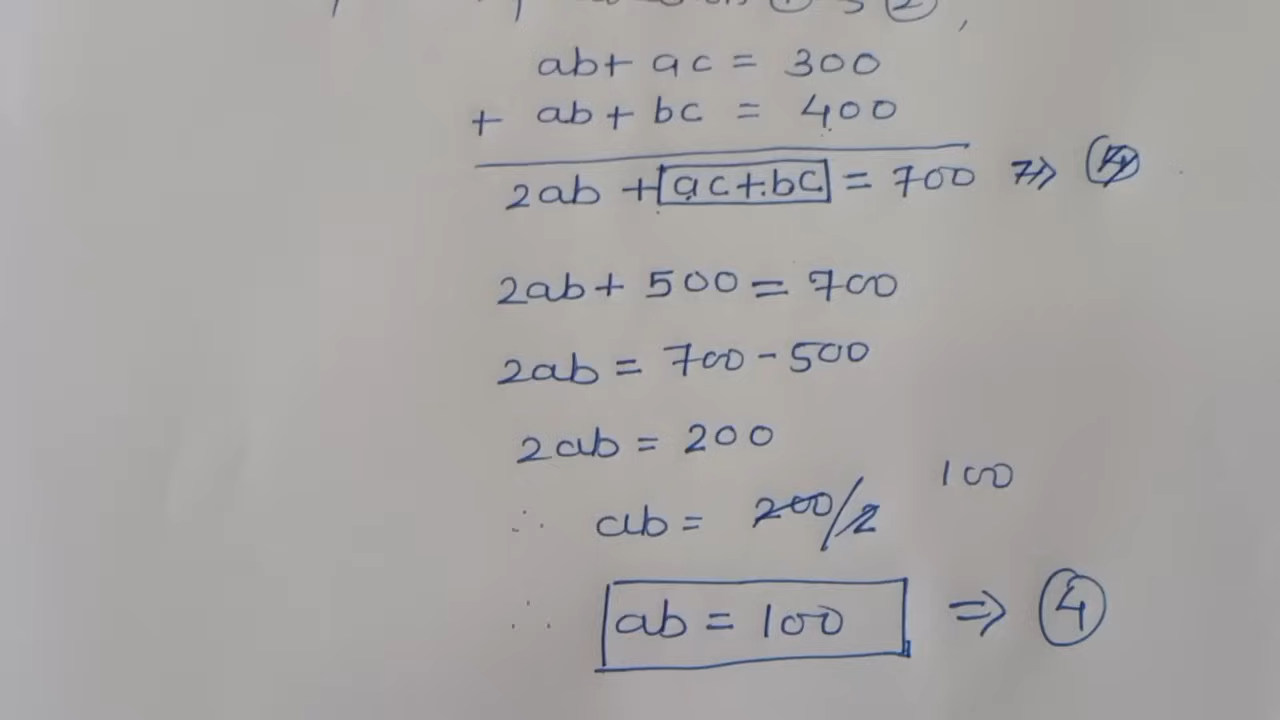 ab + ac = 300
+ ab + bc = 400
2ab + ac + bc = 700 ⇒
2ab + 500 = 700
2ab = 700 - 500
2ab = 200
∴ ab = 200/2 100
∴ ab = 100 ⇒ 4